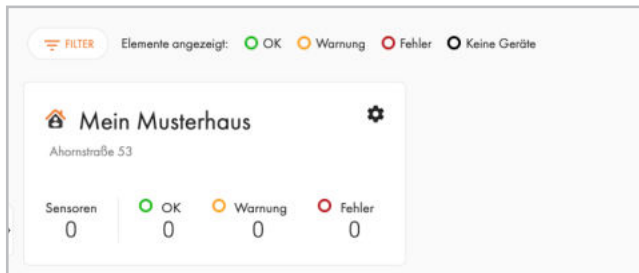 FILTER Elemente angezeigt: OK Warnung Fehler Keine Geräte
Mein Musterhaus
Ahornstraße 53
Sensoren OK Warnung Fehler
0 0 0 0